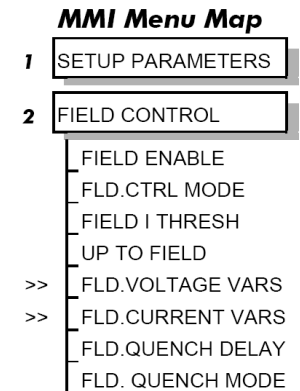 MMI Menu Map
1 SETUP PARAMETERS
2 FIELD CONTROL
FIELD ENABLE
FLD.CTRL MODE
FIELD I THRESH
UP TO FIELD
>> FLD.VOLTAGE VARS
>> FLD.CURRENT VARS
FLD.QUENCH DELAY
FLD. QUENCH MODE